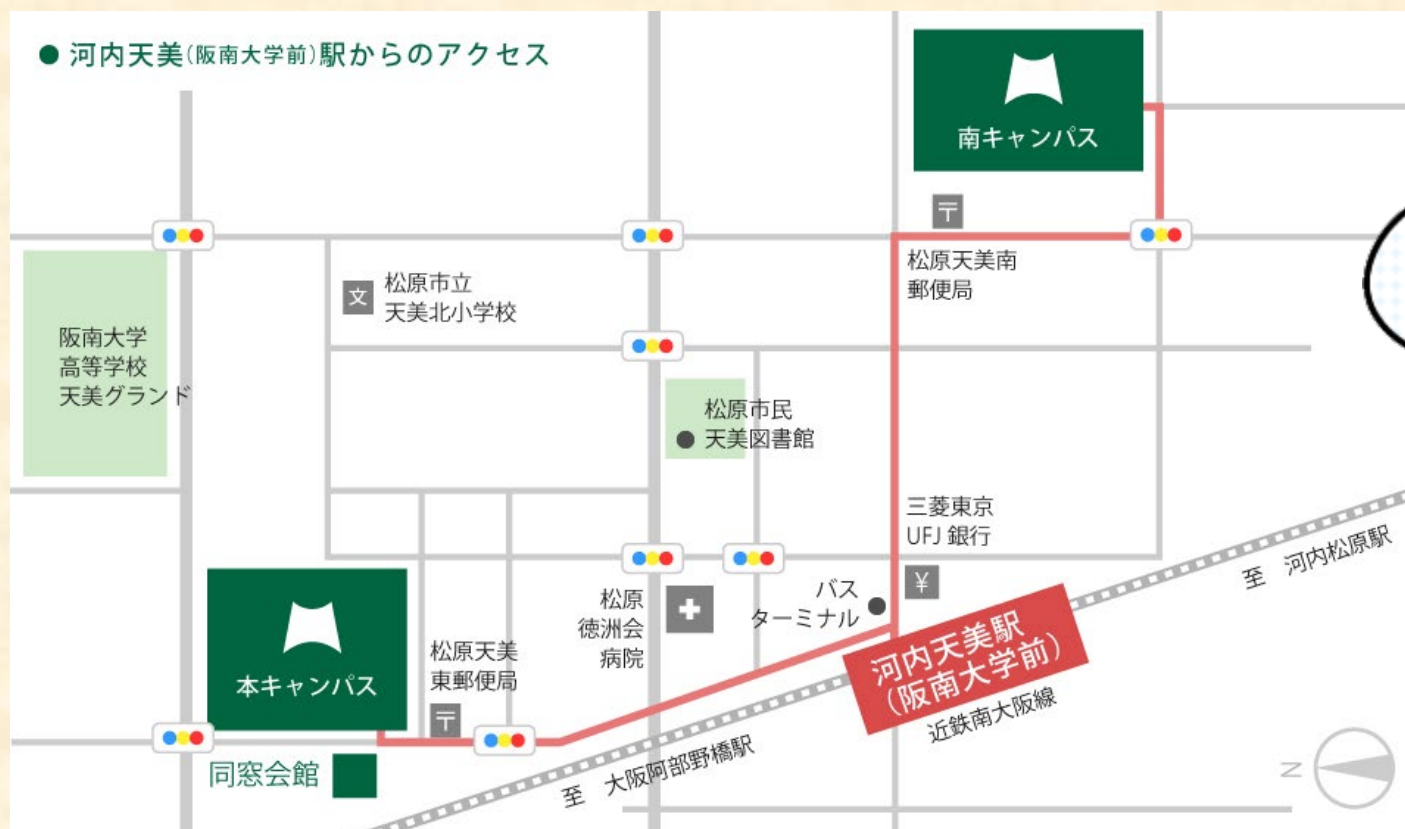 ● 河内天美(阪南大学前)駅からのアクセス
南キャンパス
〒
松原天美南
郵便局
文
松原市立
天美北小学校
阪南大学
高等学校
天美グランド
松原市民
天美図書館
三菱東京
UFJ 銀行
¥
バス
ターミナル
松原
徳洲会
病院
河内天美駅
(阪南大学前)
近鉄南大阪線
至 河内松原駅
至 大阪阿部野橋駅
本キャンパス
松原天美
東郵便局
〒
同窓会館
N